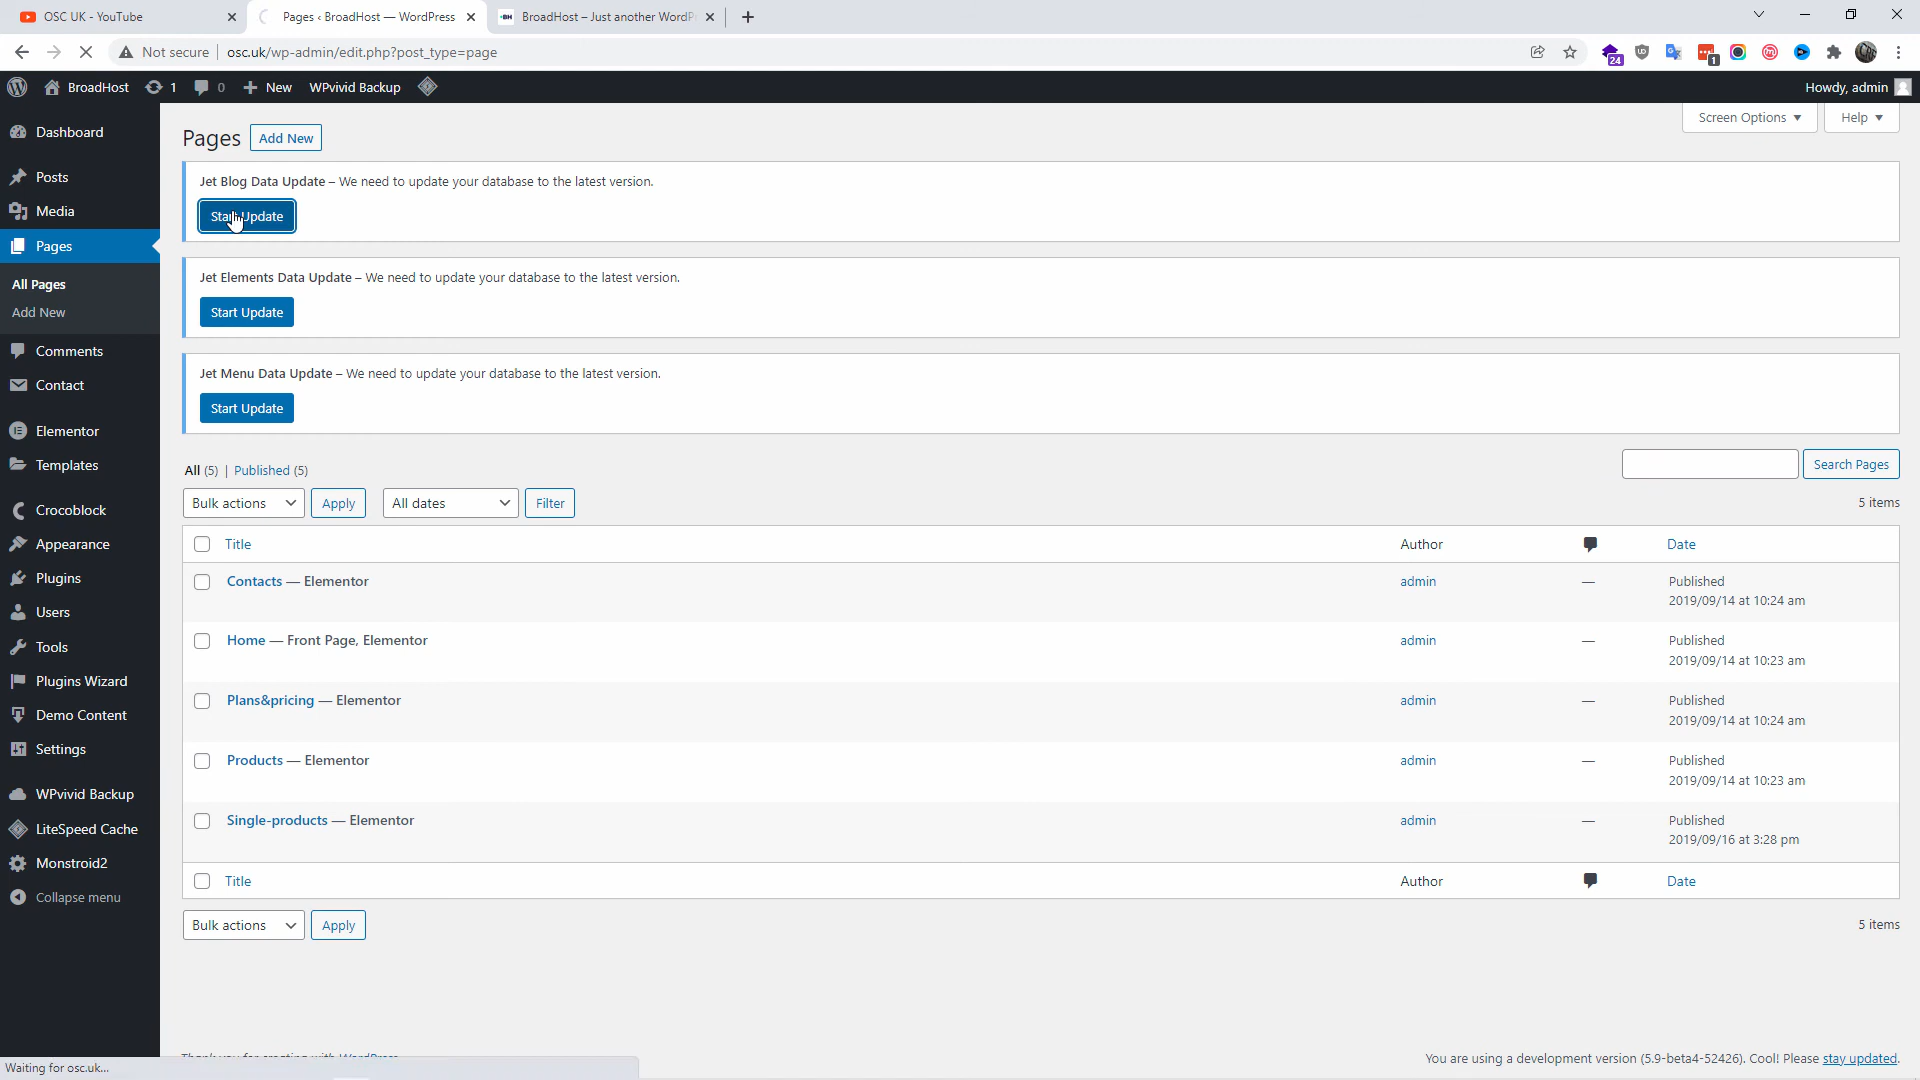 OSC UK - YouTube
Pages ‹ BroadHost — WordPress
BroadHost – Just another WordP
Not secure
osc.uk/wp-admin/edit.php?post_type=page
24
1
BroadHost
1
0
New
WPvivid Backup
Howdy, admin
Dashboard
Posts
Media
Pages
All Pages
Add New
Comments
Contact
Elementor
Templates
Crocoblock
Appearance
Plugins
Users
Tools
Plugins Wizard
Demo Content
Settings
WPvivid Backup
LiteSpeed Cache
Monstroid2
Collapse menu
Screen Options
Help
Pages
Add New
Jet Blog Data Update – We need to update your database to the latest version.
Start Update
Jet Elements Data Update – We need to update your database to the latest version.
Start Update
Jet Menu Data Update – We need to update your database to the latest version.
Start Update
All (5) | Published (5)
Search Pages
Bulk actions
Apply
All dates
Filter
5 items
Title
Author
Date
Contacts — Elementor
admin
—
Published
2019/09/14 at 10:24 am
Home — Front Page, Elementor
admin
—
Published
2019/09/14 at 10:23 am
Plans&pricing — Elementor
admin
—
Published
2019/09/14 at 10:24 am
Products — Elementor
admin
—
Published
2019/09/14 at 10:23 am
Single-products — Elementor
admin
—
Published
2019/09/16 at 3:28 pm
Title
Author
Date
Bulk actions
Apply
5 items
Thank you for creating with WordPress
You are using a development version (5.9-beta4-52426). Cool! Please stay updated.
Waiting for osc.uk...